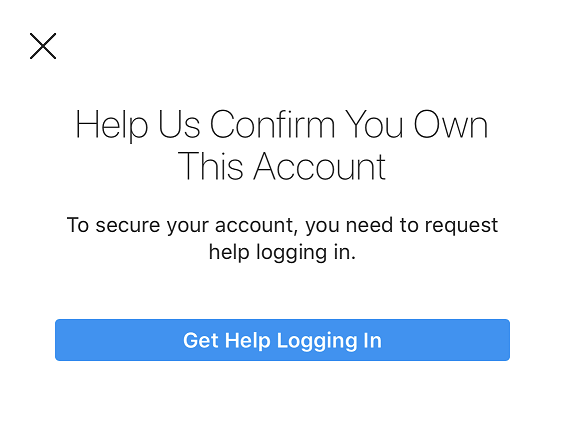 Help Us Confirm You Own
This Account
To secure your account, you need to request
help logging in.
Get Help Logging In